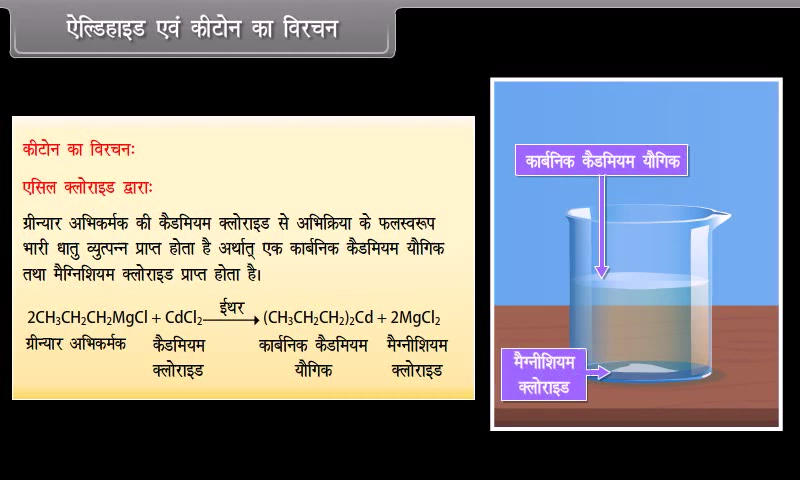 ऐल्डिहाइड एवं कीटोन का विरचन
कीटोन का विरचनः
एसिल क्लोराइड द्वाराः
ग्रीन्यार अभिकर्मक की कैडमियम क्लोराइड से अभिक्रिया के फलस्वरूप
भारी धातु व्युत्पन्न प्राप्त होता है अर्थात् एक कार्बनिक कैडमियम यौगिक
तथा मैग्निशियम क्लोराइड प्राप्त होता है।
2CH₃CH₂CH₂MgCl + CdCl₂ ईथर⟶ (CH₃CH₂CH₂)₂Cd + 2MgCl₂
ग्रीन्यार अभिकर्मक कैडमियम कार्बनिक कैडमियम मैग्नीशियम
क्लोराइड यौगिक क्लोराइड
कार्बनिक कैडमियम यौगिक
मैग्नीशियम
क्लोराइड